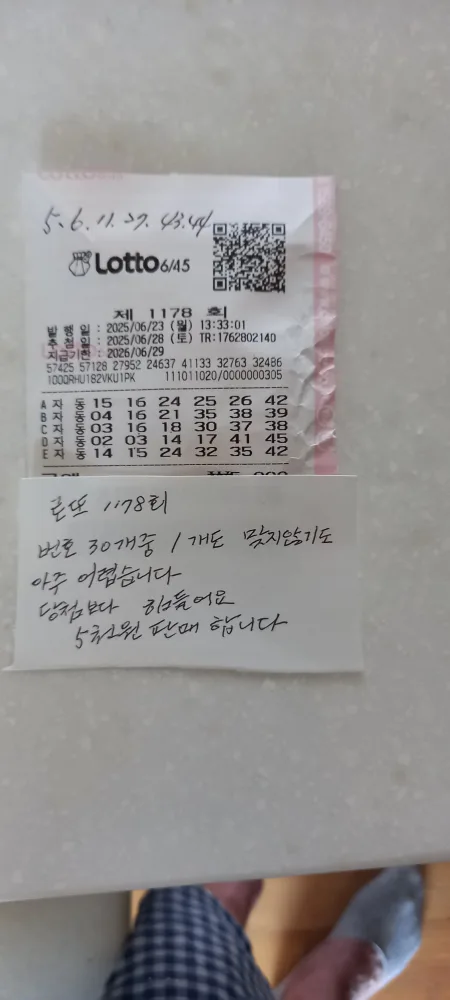 5. 6. 11. 27. 43. 44
Lotto 6/45
제 1178 회
발 행 일 : 2025/06/23 (월) 13:33:01
추 첨 일 : 2025/06/28 (토) TR:1762802140
지급기한 : 2026/06/29
57425 57128 27952 24637 41133 32763 32486
1000RHU182VKU1PK 111011020/0000000305
A 자 동 15 16 24 25 26 42
B 자 동 04 16 21 35 38 39
C 자 동 03 16 18 30 37 38
D 자 동 02 03 14 17 41 45
E 자 동 14 15 24 32 35 42
로또 1178회
번호 30개중 1개도 맞지않기도
아주 어렵습니다
당첨보다 힘들어요
5천원 판매 합니다